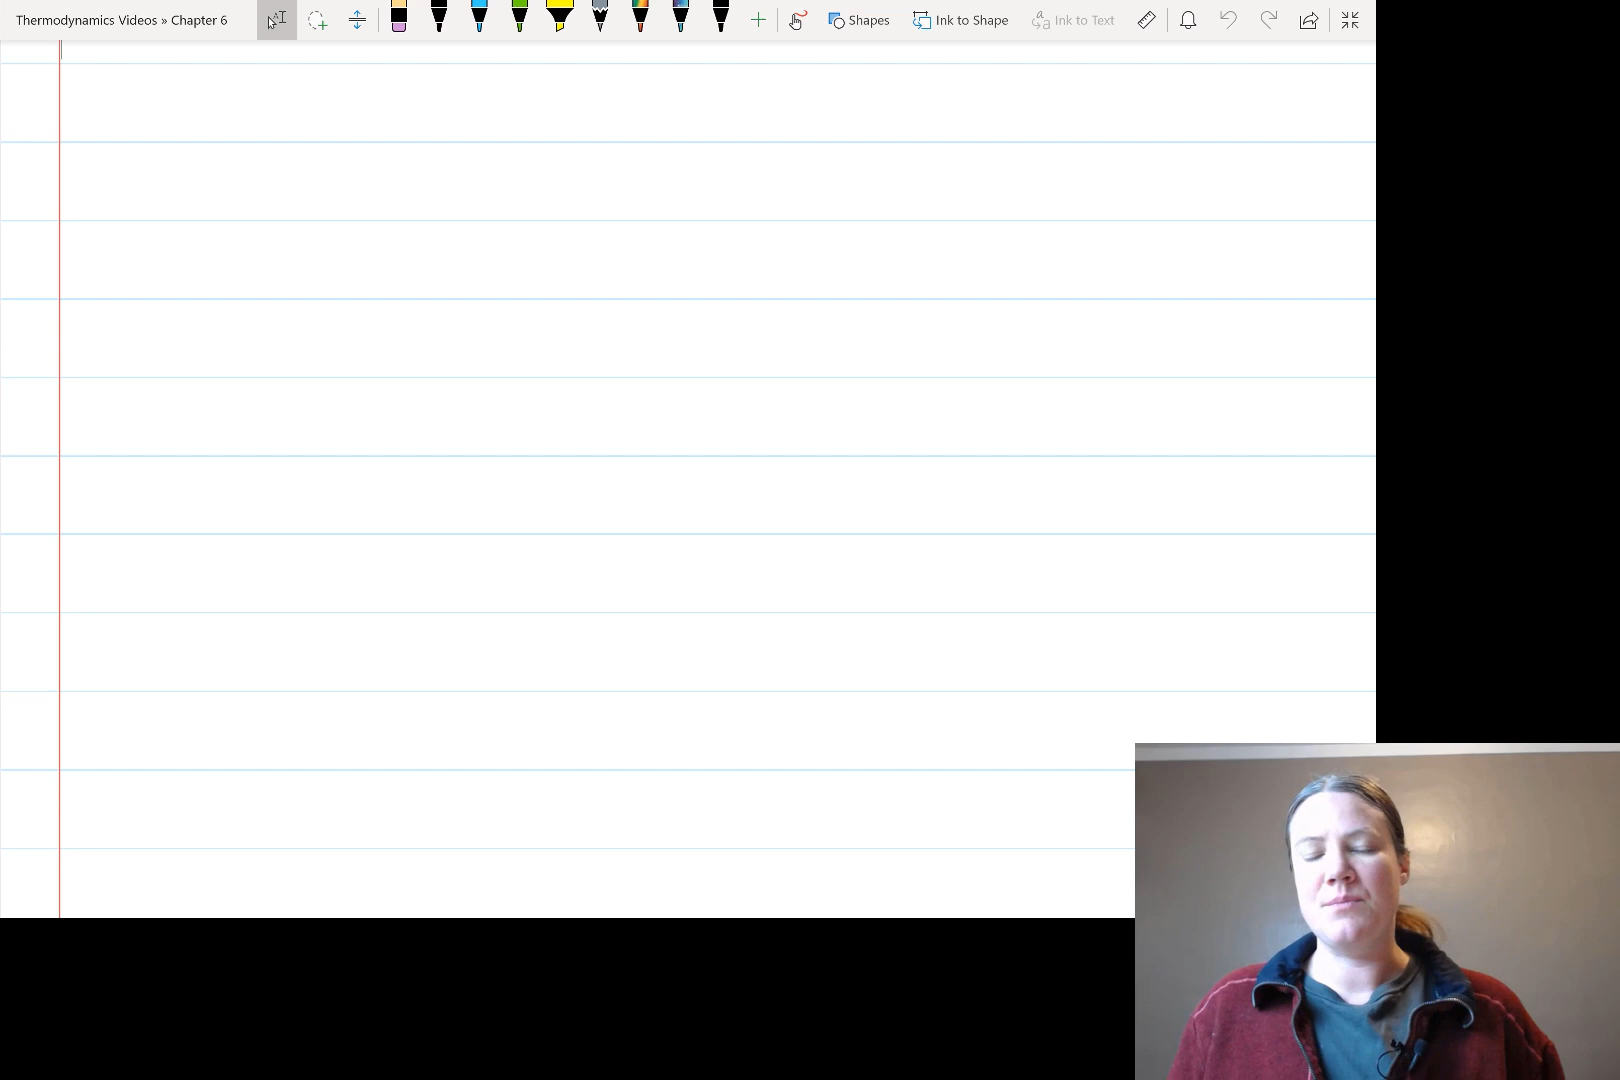 Thermodynamics Videos » Chapter 6
Shapes
Ink to Shape
Ink to Text